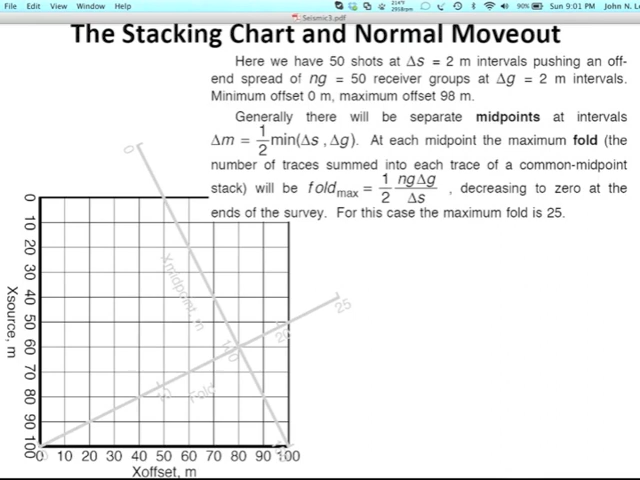 File Edit View Window Help
90% Sun 9:01 PM John N. Le
Seismic3.pdf
The Stacking Chart and Normal Moveout
Here we have 50 shots at Δs = 2 m intervals pushing an off-
end spread of ng = 50 receiver groups at Δg = 2 m intervals.
Minimum offset 0 m, maximum offset 98 m.
Generally there will be separate midpoints at intervals
Δm = 1/2 min(Δs , Δg). At each midpoint the maximum fold (the
number of traces summed into each trace of a common-midpoint
stack) will be fold max = 1/2 ngΔg/Δs , decreasing to zero at the
ends of the survey. For this case the maximum fold is 25.
0
Xmidpoint, m
25
20
Fold
0 10 20 30 40 50 60 70 80 90 100
Xsource, m
0 10 20 30 40 50 60 70 80 90 100
Xoffset, m